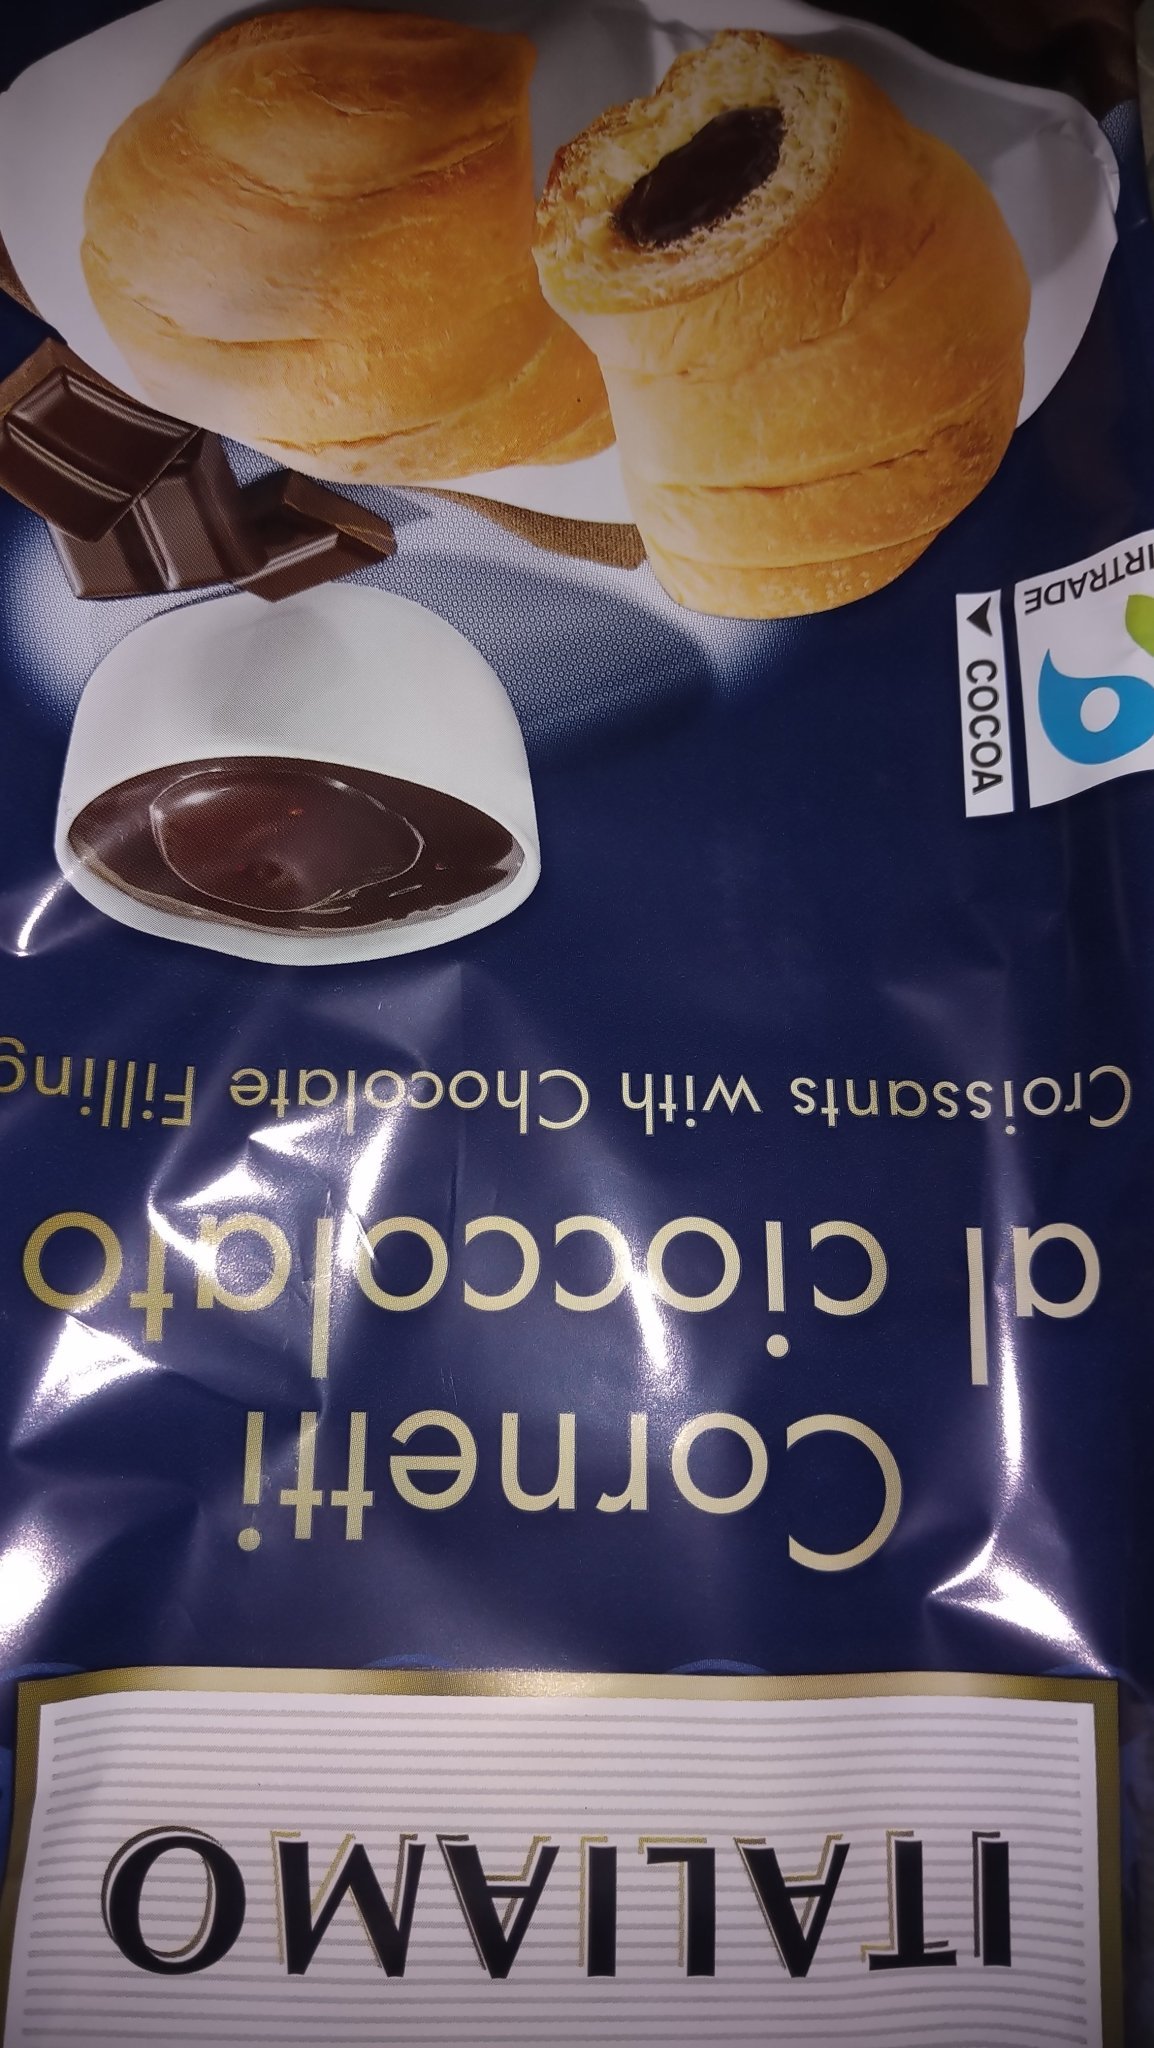 ITALIAMO
Cornetti
al cioccolato
Croissants with Chocolate Filling
COCOA